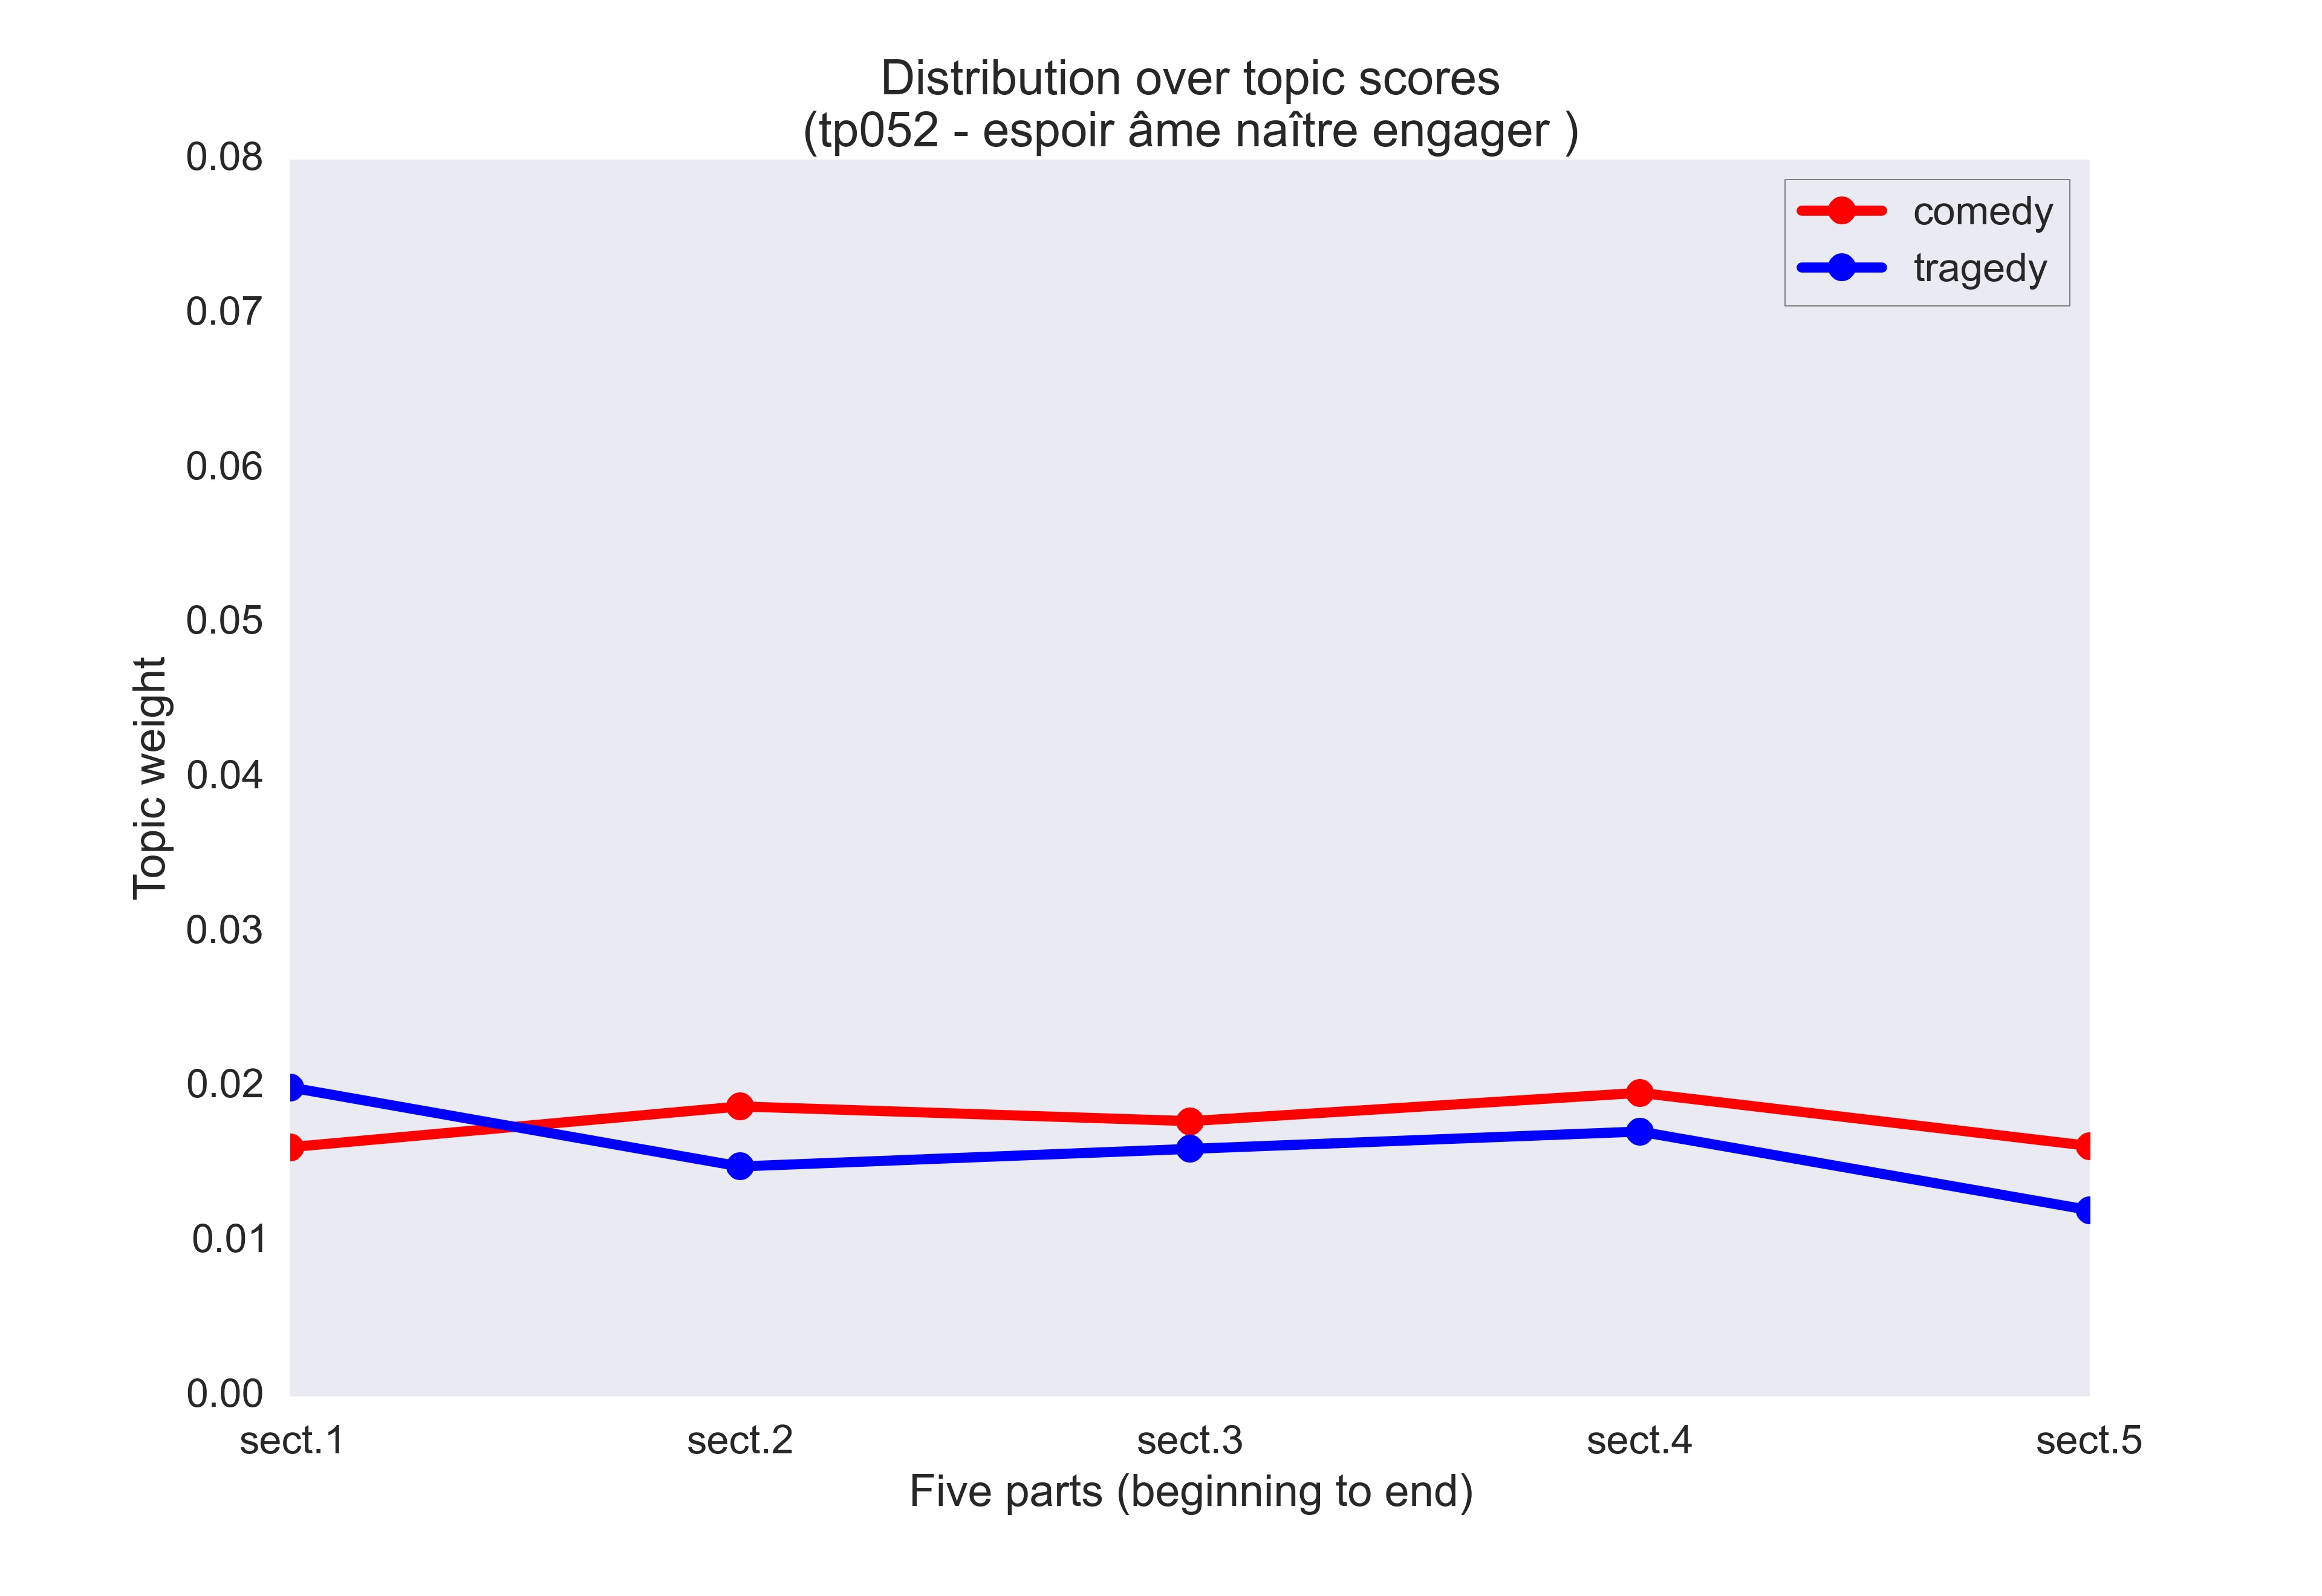 Distribution over topic scores
(tp052 - espoir âme naître engager )
comedy
tragedy
0.08
0.07
0.06
0.05
0.04
0.03
0.02
0.01
0.00
Topic weight
sect.1
sect.2
sect.3
sect.4
sect.5
Five parts (beginning to end)